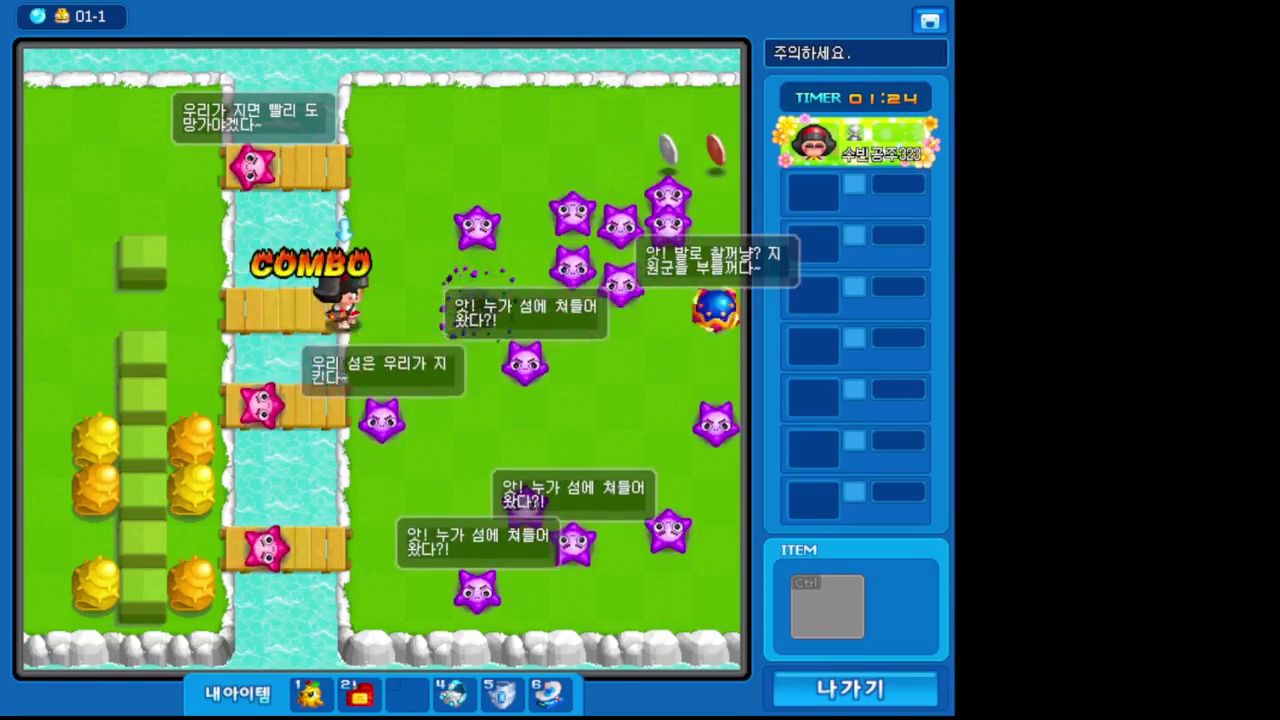 01-1
주의하세요.
TIMER 01:24
수빈공주023
우리가 지면 빨리 도
망가야겠다~
COMBO
앗! 발로 찰꺼냥? 지
원군들 부를꺼다~
앗! 누가 섬에 쳐들어
왔다?!
우리 섬은 우리가 지
킨다~
앗! 누가 섬에 쳐들어
왔다?!
앗! 누가 섬에 쳐들어
왔다?!
ITEM
Ctrl
내아이템
1
2
4
5
6
나가기